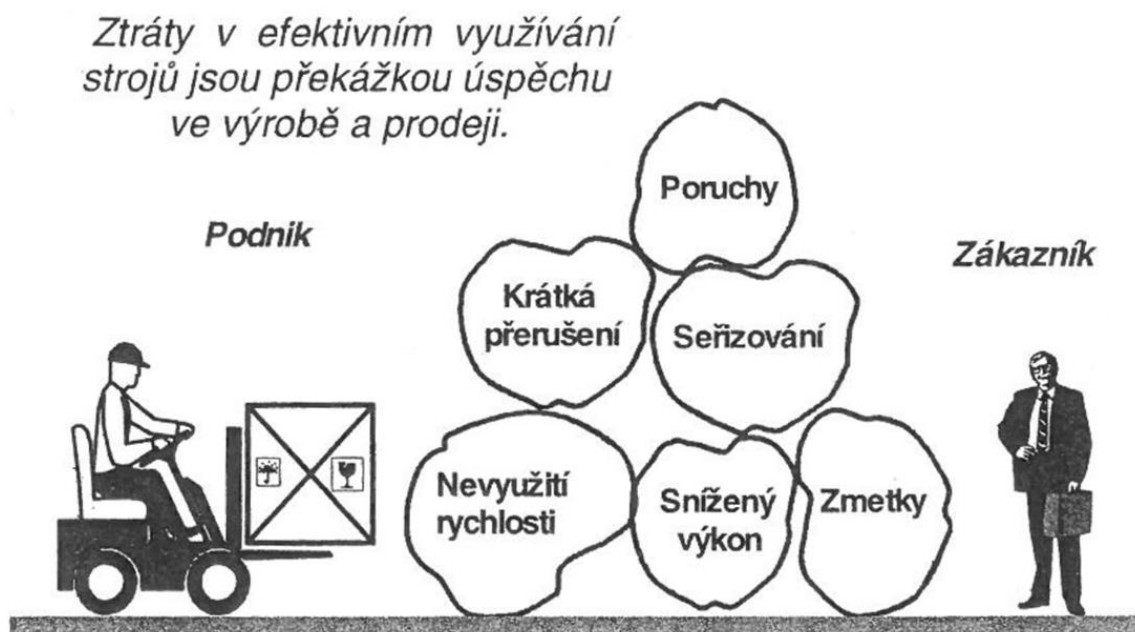 Ztráty v efektivním využívání
strojů jsou překážkou úspěchu
ve výrobě a prodeji.
Poruchy
Podnik
Zákazník
Krátká
přerušení
Seřizování
Nevyužití
rychlosti
Snížený
výkon
Zmetky